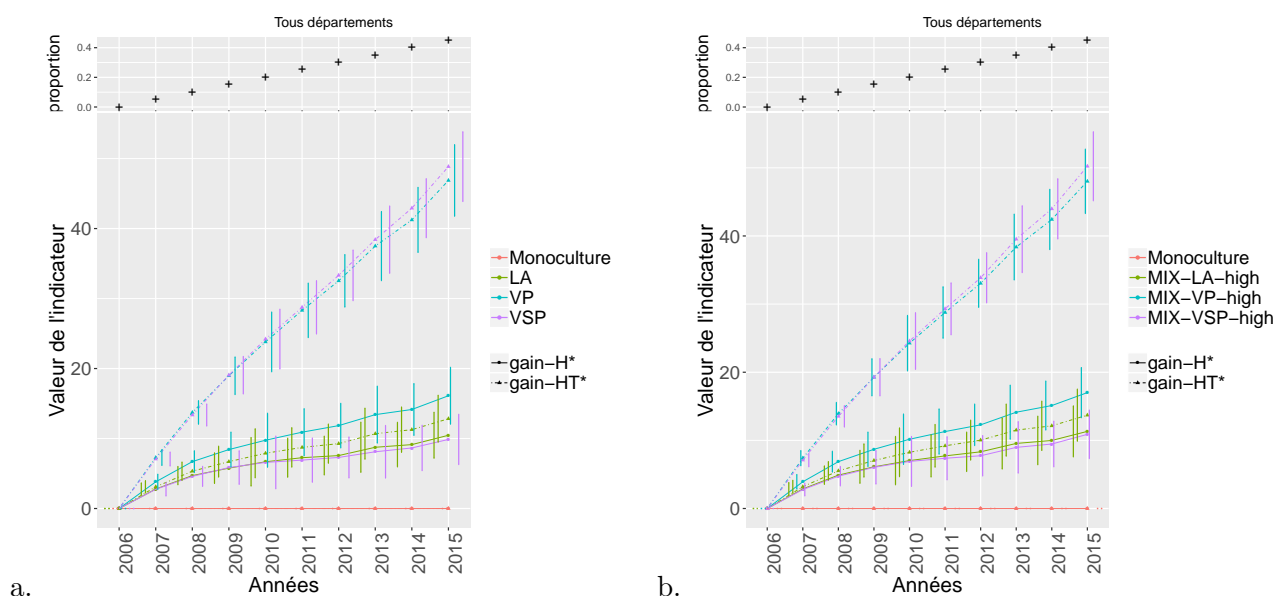 Tous départements
proportion
0.4
0.2
0.0
Valeur de l'indicateur
40
20
0
2006 2007 2008 2009 2010 2011 2012 2013 2014 2015
Années
Monoculture
LA
VP
VSP
gain−H*
gain−HT*
a.
Tous départements
proportion
0.4
0.2
0.0
Valeur de l'indicateur
40
20
0
2006 2007 2008 2009 2010 2011 2012 2013 2014 2015
Années
Monoculture
MIX−LA−high
MIX−VP−high
MIX−VSP−high
gain−H*
gain−HT*
b.